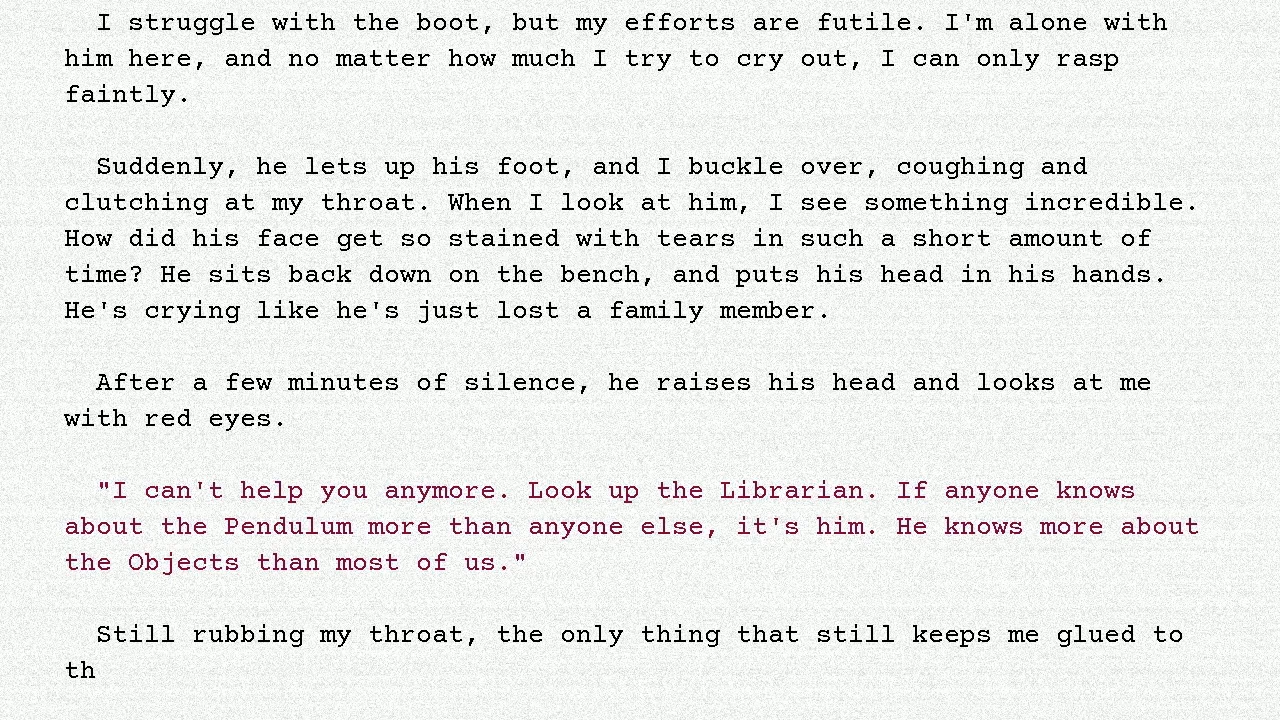 I struggle with the boot, but my efforts are futile. I'm alone with
him here, and no matter how much I try to cry out, I can only rasp
faintly.
Suddenly, he lets up his foot, and I buckle over, coughing and
clutching at my throat. When I look at him, I see something incredible.
How did his face get so stained with tears in such a short amount of
time? He sits back down on the bench, and puts his head in his hands.
He's crying like he's just lost a family member.
After a few minutes of silence, he raises his head and looks at me
with red eyes.
"I can't help you anymore. Look up the Librarian. If anyone knows
about the Pendulum more than anyone else, it's him. He knows more about
the Objects than most of us."
Still rubbing my throat, the only thing that still keeps me glued to
th